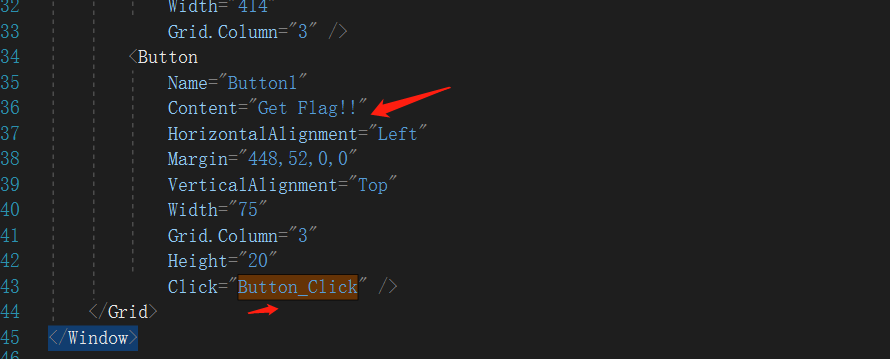 32 Width="414"
33 Grid.Column="3" />
34 <Button
35 Name="Button1"
36 Content="Get Flag!!"
37 HorizontalAlignment="Left"
38 Margin="448,52,0,0"
39 VerticalAlignment="Top"
40 Width="75"
41 Grid.Column="3"
42 Height="20"
43 Click="Button_Click" />
44 </Grid>
45 </Window>
46